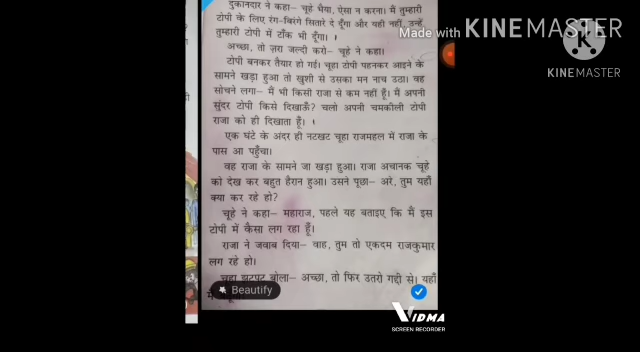 दुकानदार ने कहा– चूहे भैया, ऐसा न करना। मैं तुम्हारी
टोपी के लिए रंग-बिरंगे सितारे दे दूँगा और यही नहीं, उन्हें
तुम्हारी टोपी में टाँक भी दूँगा।
Made with KINEMASTER
K
KINEMASTER
अच्छा, तो ज़रा जल्दी करो– चूहे ने कहा।
टोपी बनकर तैयार हो गई। चूहा टोपी पहनकर आइने के
सामने खड़ा हुआ तो खुशी से उसका मन नाच उठा। वह
सोचने लगा– मैं भी किसी राजा से कम नहीं हूँ। मैं अपनी
सुंदर टोपी किसे दिखाऊँ? चलो अपनी चमकीली टोपी
राजा को ही दिखाता हूँ।
एक घंटे के अंदर ही नटखट चूहा राजमहल में राजा के
पास आ पहुँचा।
वह राजा के सामने जा खड़ा हुआ। राजा अचानक चूहे
को देख कर बहुत हैरान हुआ। उसने पूछा– अरे, तुम यहाँ
क्या कर रहे हो?
चूहे ने कहा– महाराज, पहले यह बताइए कि मैं इस
टोपी में कैसा लग रहा हूँ।
राजा ने जवाब दिया– वाह, तुम तो एकदम राजकुमार
लग रहे हो।
चूहा झटपट बोला– अच्छा, तो फिर उतरो गद्दी से। यहाँ
Beautify
VIDMA
SCREEN RECORDER